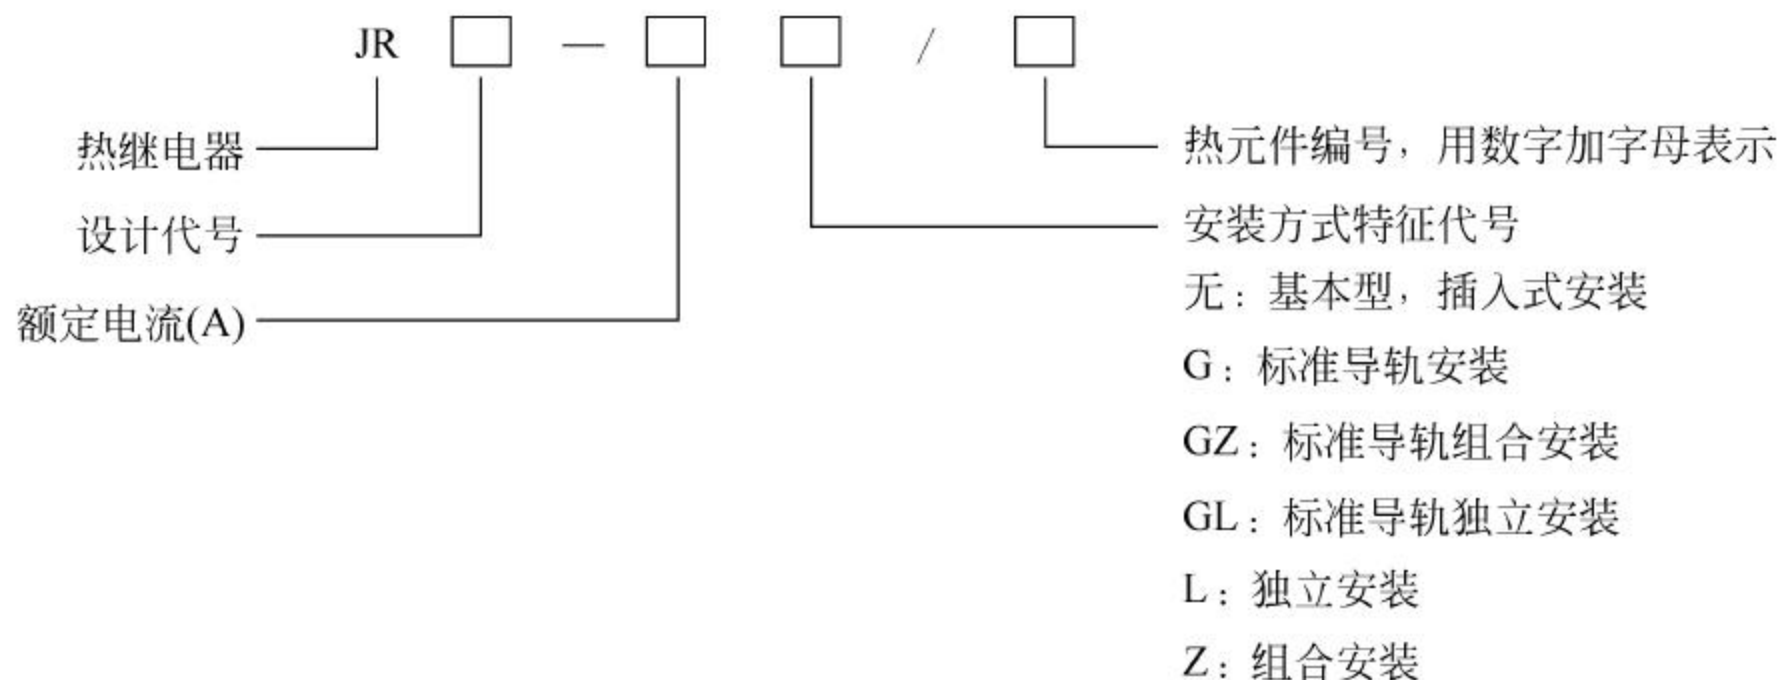 JR □ — □ □ / □
热继电器
设计代号
额定电流(A)
热元件编号，用数字加字母表示
安装方式特征代号
无：基本型，插入式安装
G：标准导轨安装
GZ：标准导轨组合安装
GL：标准导轨独立安装
L：独立安装
Z：组合安装